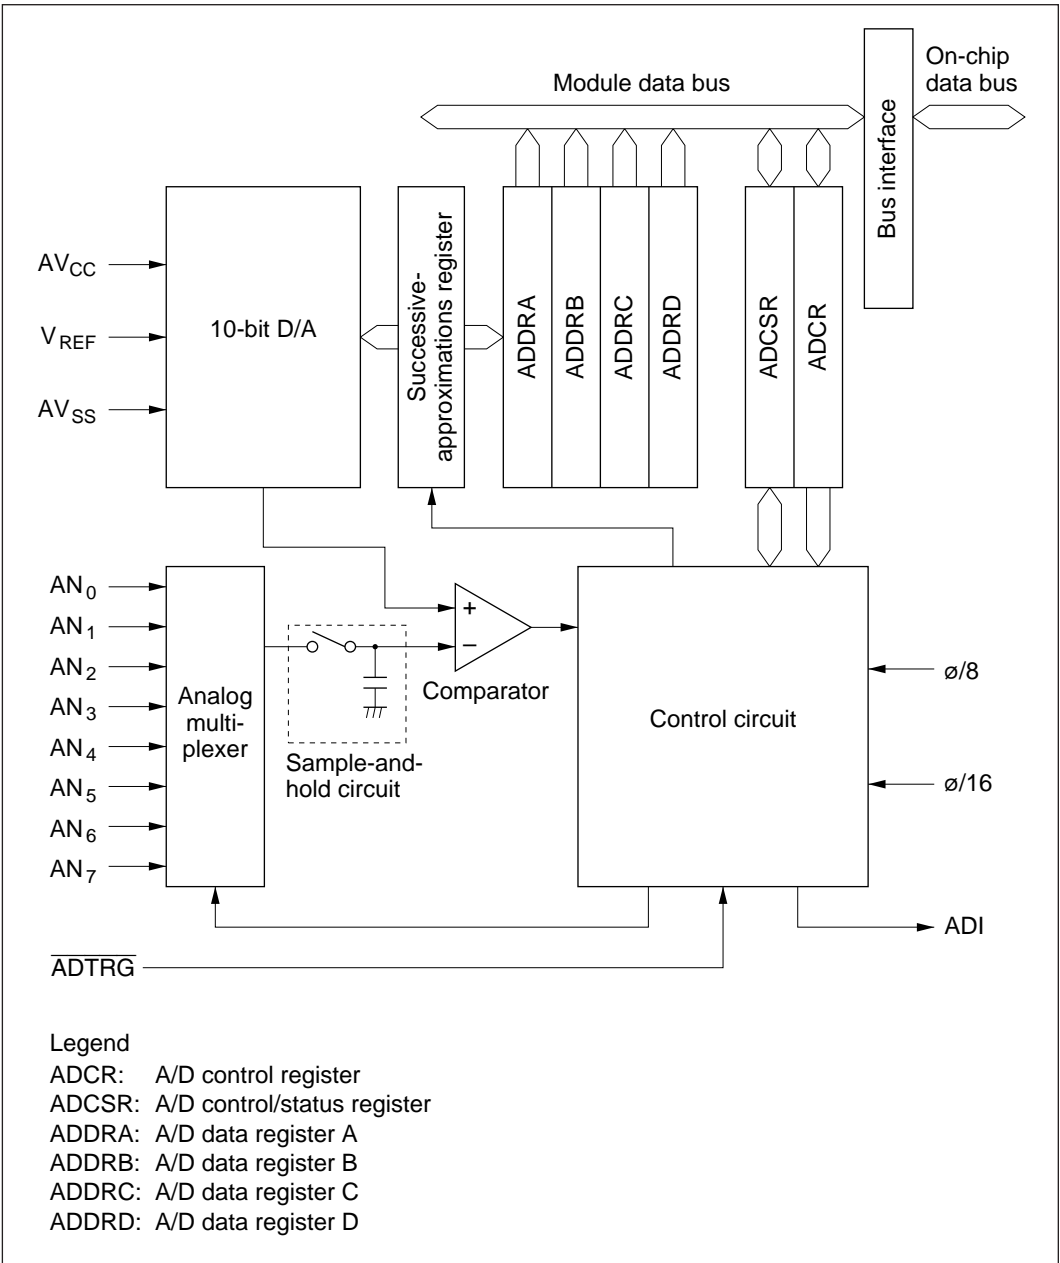 On-chip
data bus
Module data bus
Bus interface
AVCC
VREF
AVSS
10-bit D/A
Successive-
approximations register
ADDRA
ADDRB
ADDRC
ADDRD
ADCSR
ADCR
AN0
AN1
AN2
AN3
AN4
AN5
AN6
AN7
Analog
multi-
plexer
Sample-and-
hold circuit
+
−
Comparator
Control circuit
ø/8
ø/16
ADI
ADTRG
Legend
ADCR: A/D control register
ADCSR: A/D control/status register
ADDRA: A/D data register A
ADDRB: A/D data register B
ADDRC: A/D data register C
ADDRD: A/D data register D